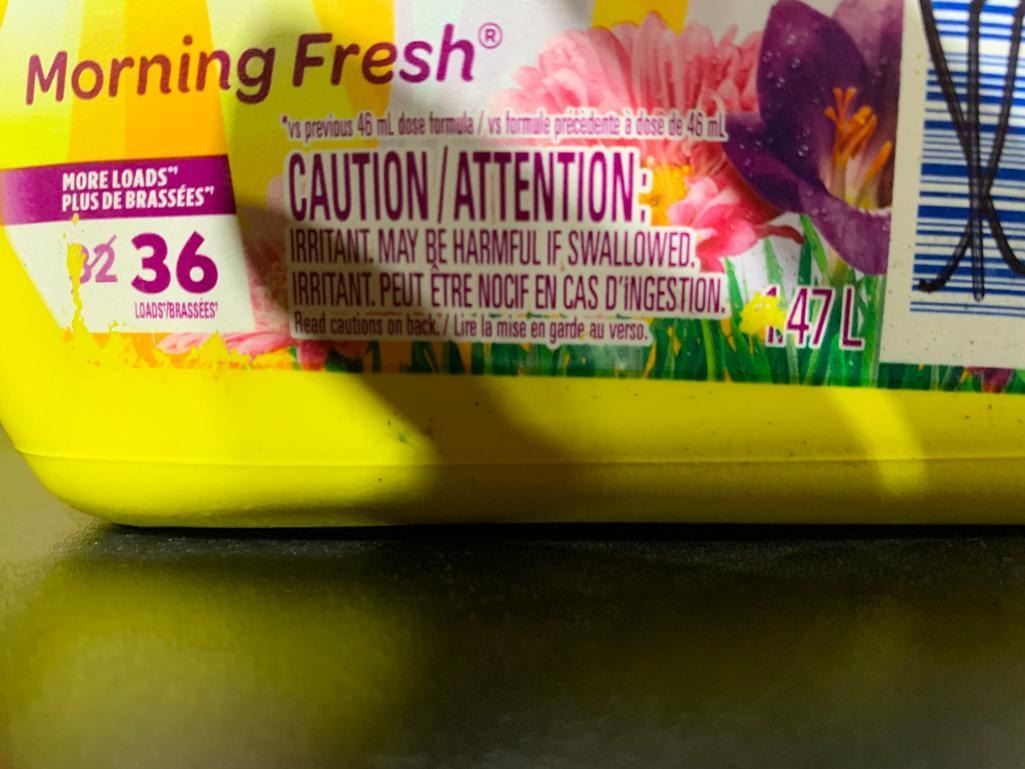 Morning Fresh®
*vs previous 46 mL dose formula / vs formule précédente à dose de 46 mL
MORE LOADS**
PLUS DE BRASSÉES**
32 36
LOADS*/BRASSÉES*
CAUTION / ATTENTION:
IRRITANT. MAY BE HARMFUL IF SWALLOWED.
IRRITANT. PEUT ÊTRE NOCIF EN CAS D'INGESTION.
Read cautions on back. / Lire la mise en garde au verso.
1.47 L